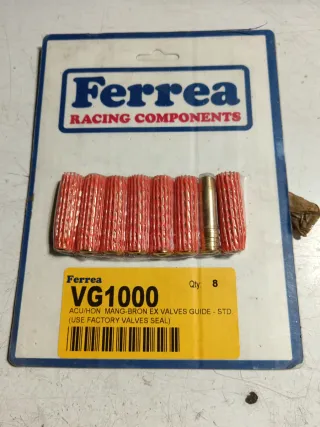 Ferrea
RACING COMPONENTS
Ferrea
Qty. 8
VG1000
ACU/HON MANG-BRON EX VALVES GUIDE - STD
(USE FACTORY VALVES SEAL)